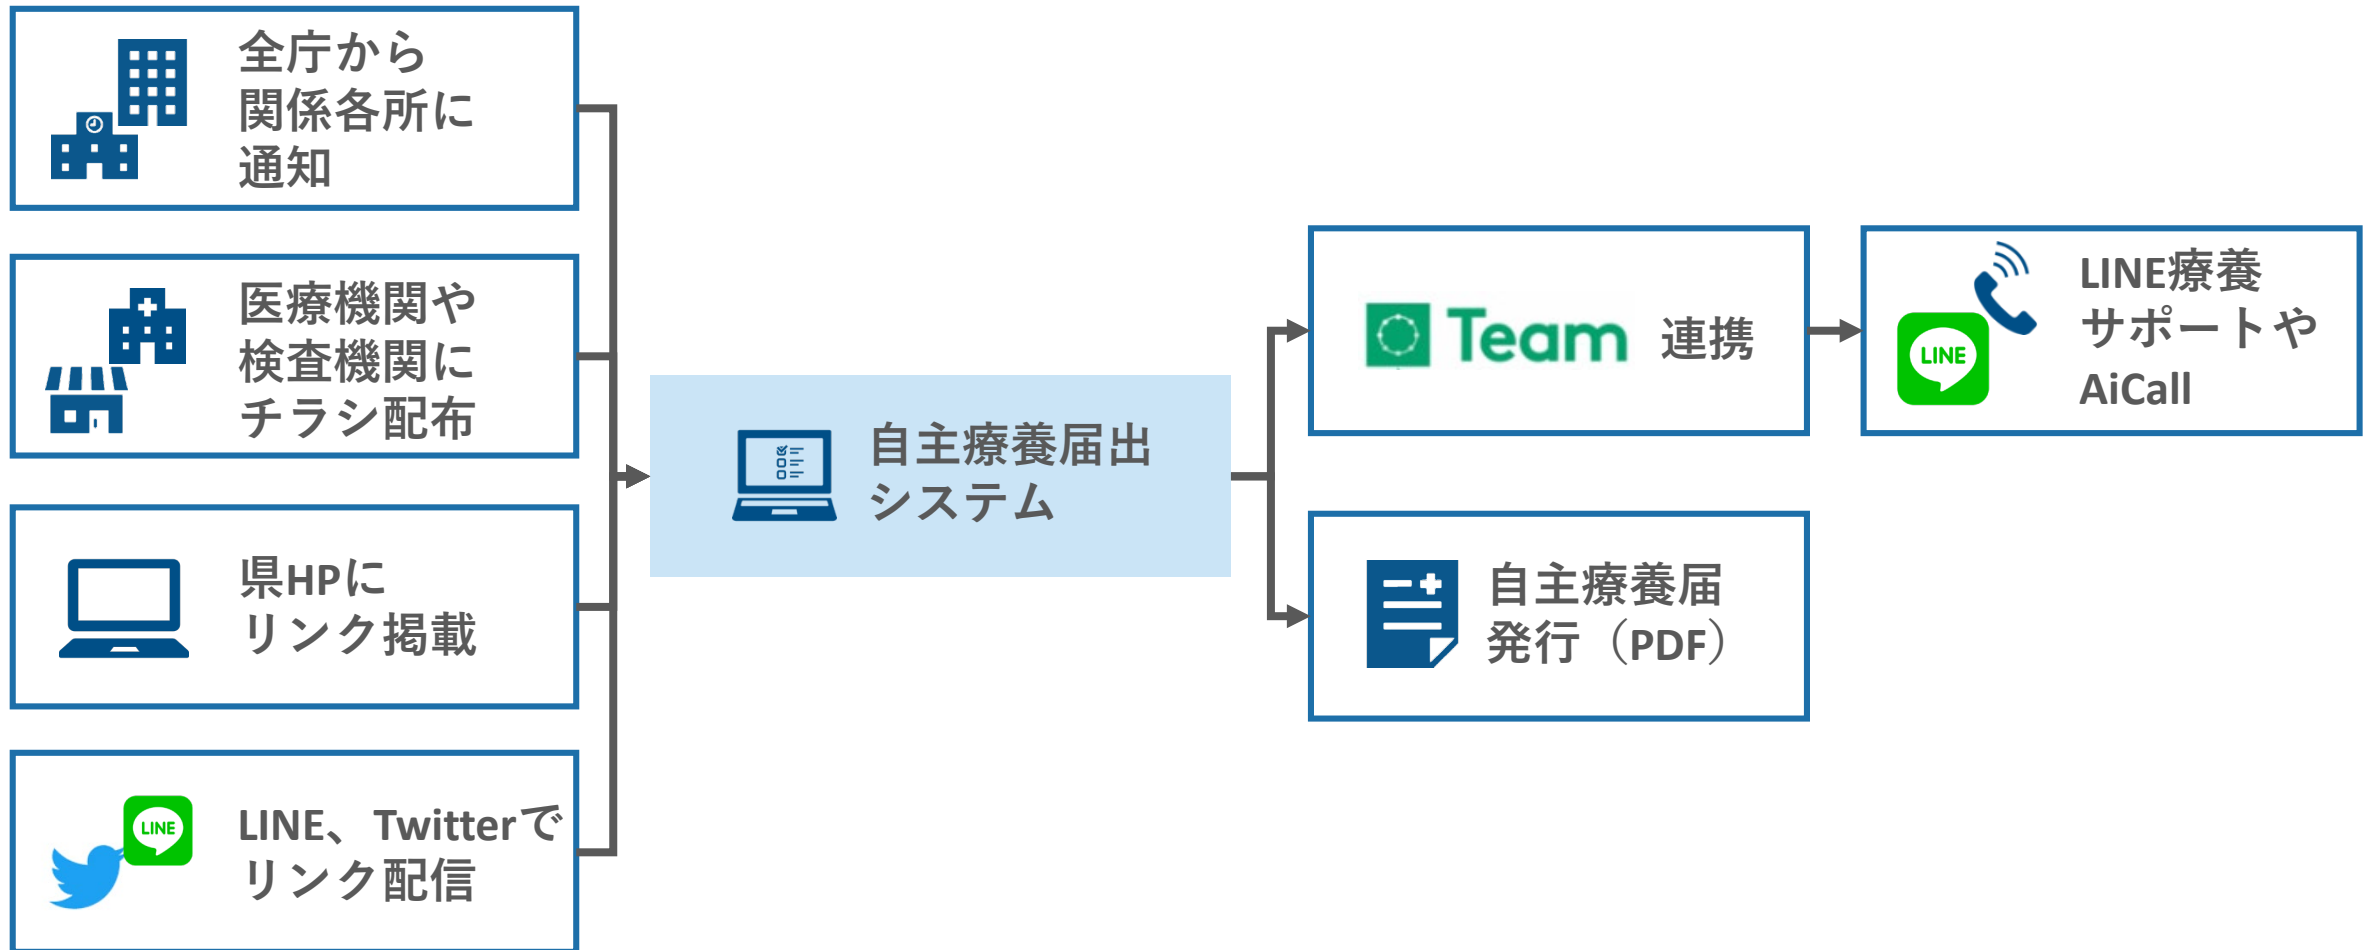 全庁から
関係各所に
通知
医療機関や
検査機関に
チラシ配布
県HPに
リンク掲載
LINE
LINE、Twitterで
リンク配信
自主療養届出
システム
Team 連携
自主療養届
発行（PDF）
LINE
LINE療養
サポートや
AiCall